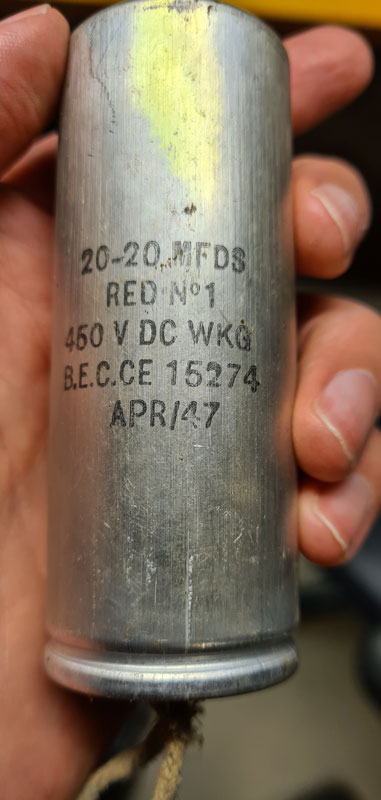 20-20 MFDS
RED Nº1
450 V DC WKG
B.E.C.CE 15274
APR/47